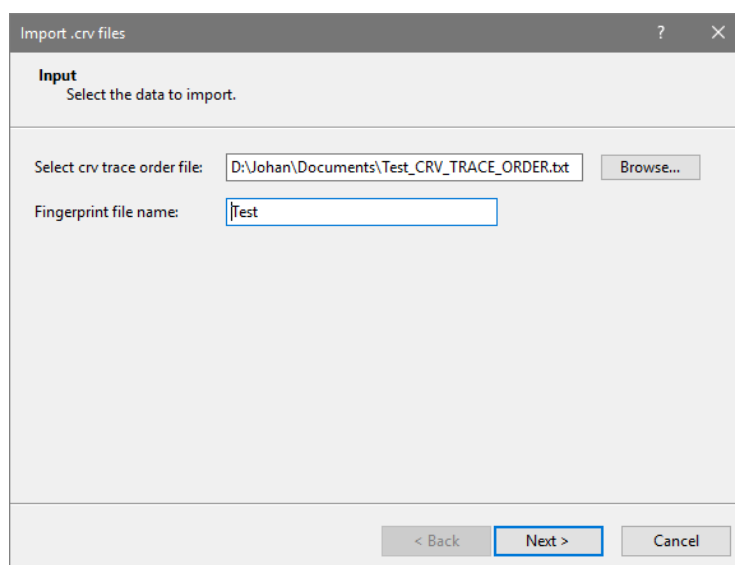 Import .crv files ?
Input
Select the data to import.
Select crv trace order file: D:\Johan\Documents\Test_CRV_TRACE_ORDER.txt Browse...
Fingerprint file name: Test
< Back Next > Cancel